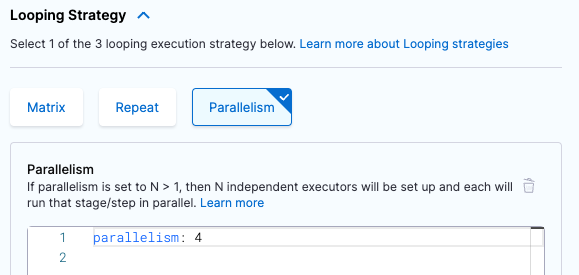 Looping Strategy
Select 1 of the 3 looping execution strategy below. Learn more about Looping strategies
Matrix
Repeat
Parallelism
Parallelism
If parallelism is set to N > 1, then N independent executors will be set up and each will
run that stage/step in parallel. Learn more
1 parallelism: 4
2